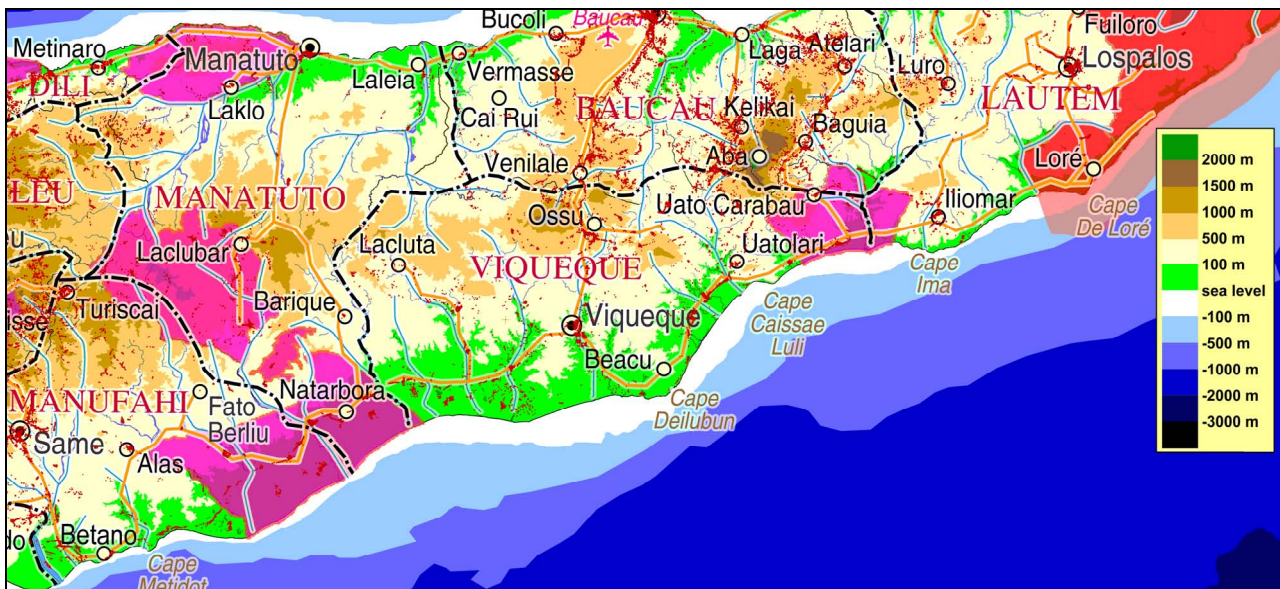 Bucoli
Baucau
Fuiloro
Metinaro
Manatuto
Laleia
Vermasse
Laga
Atelari
Luro
Lospalos
DILI
Laklo
Cai Rui
BAUCAU
Kelikai
LAUTEM
Baguia
Venilale
Aba
Loré
LEU
MANATUTO
Ossu
Uato Carabau
Iliomar
Cape
De Loré
Laclubar
Lacluta
VIQUEQUE
Uatolari
Cape
Ima
Turiscai
Barique
Viqueque
Cape
Caissae
Luli
isse
Beacu
Natarbora
MANUFAHI
Fato
Berliu
Cape
Deilubun
Same
Alas
do
Betano
Cape
Metidot
2000 m
1500 m
1000 m
500 m
100 m
sea level
-100 m
-500 m
-1000 m
-2000 m
-3000 m